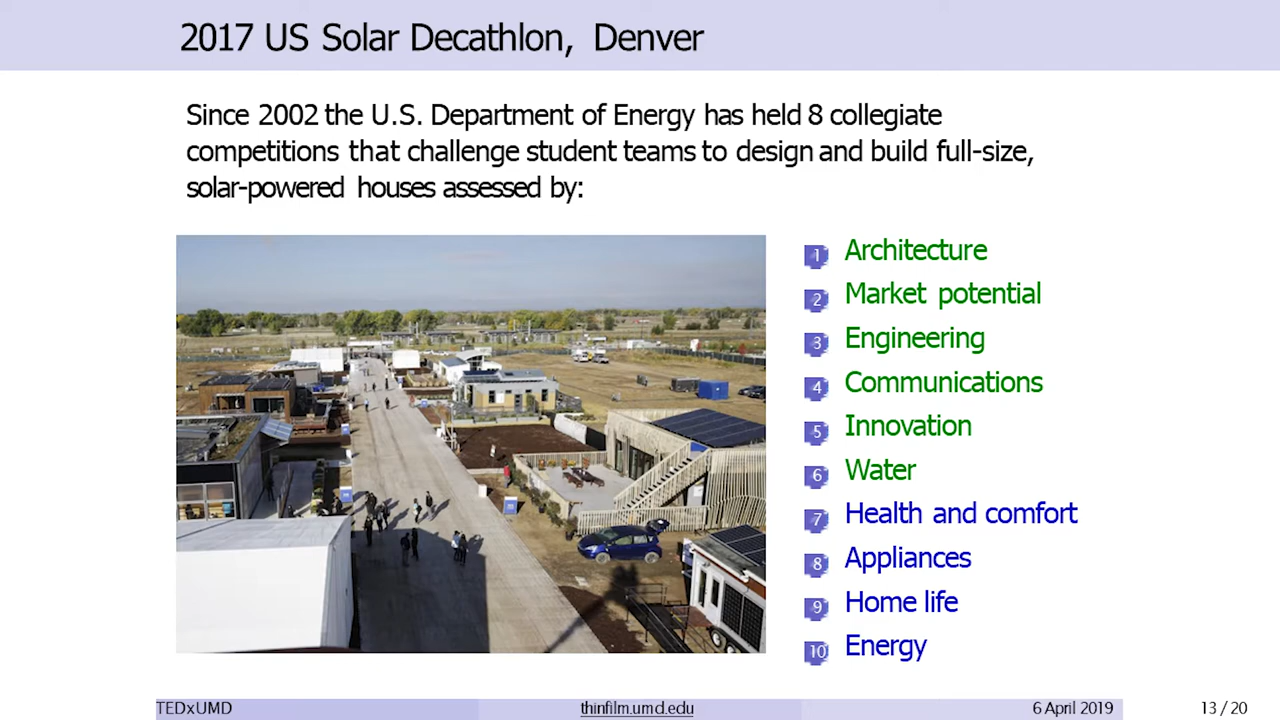 2017 US Solar Decathlon, Denver
Since 2002 the U.S. Department of Energy has held 8 collegiate
competitions that challenge student teams to design and build full-size,
solar-powered houses assessed by:
1 Architecture
2 Market potential
3 Engineering
4 Communications
5 Innovation
6 Water
7 Health and comfort
8 Appliances
9 Home life
10 Energy
TEDxUMD thinfilm.umd.edu 6 April 2019 13 / 20